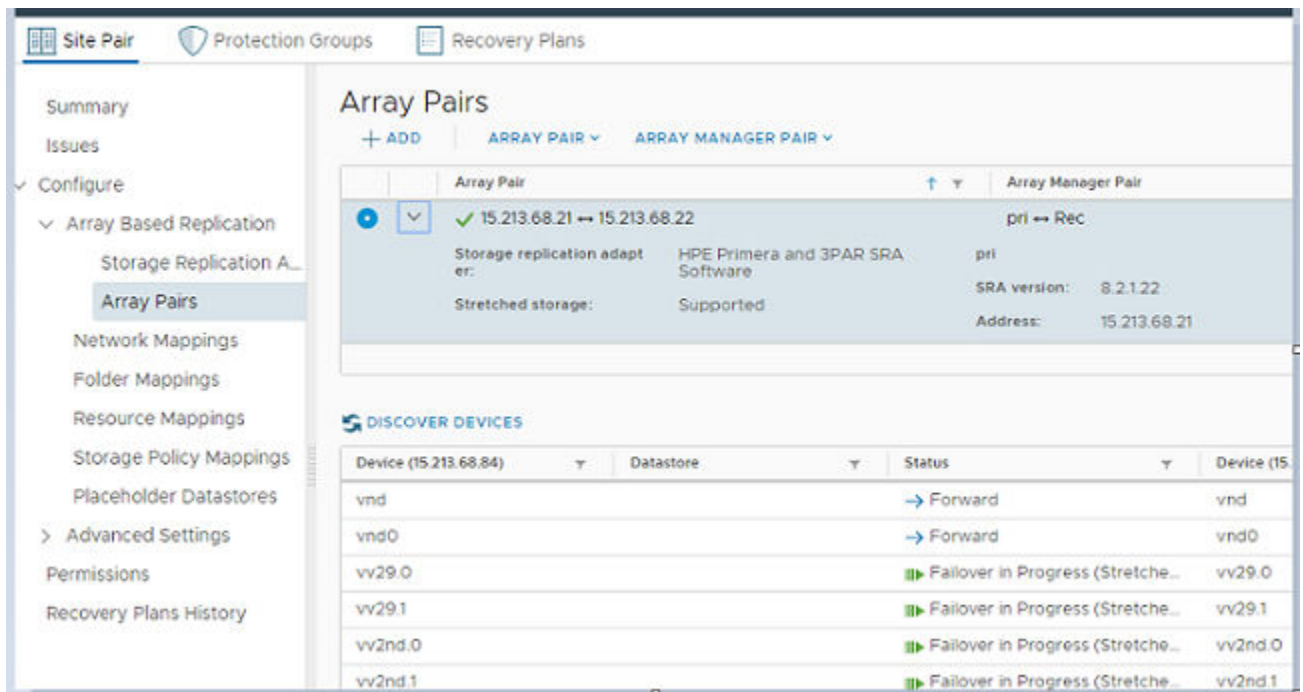 Site Pair Protection Groups Recovery Plans
Summary
Issues
Configure
Array Based Replication
Storage Replication A...
Array Pairs
Network Mappings
Folder Mappings
Resource Mappings
Storage Policy Mappings
Placeholder Datastores
Advanced Settings
Permissions
Recovery Plans History
Array Pairs
+ ADD ARRAY PAIR ARRAY MANAGER PAIR
Array Pair Array Manager Pair
15.213.68.21 ↔ 15.213.68.22 pri ↔ Rec
Storage replication adapt
er:
HPE Primera and 3PAR SRA
Software
Stretched storage: Supported
pri
SRA version: 8.2.1.22
Address: 15.213.68.21
DISCOVER DEVICES
Device (15.213.68.84) Datastore Status Device (15.
vnd → Forward vnd
vnd0 → Forward vnd0
vv29.0 Failover in Progress (Stretche... vv29.0
vv29.1 Failover in Progress (Stretche... vv29.1
vv2nd.0 Failover in Progress (Stretche... vv2nd.0
vv2nd.1 Failover in Progress (Stretche... vv2nd.1